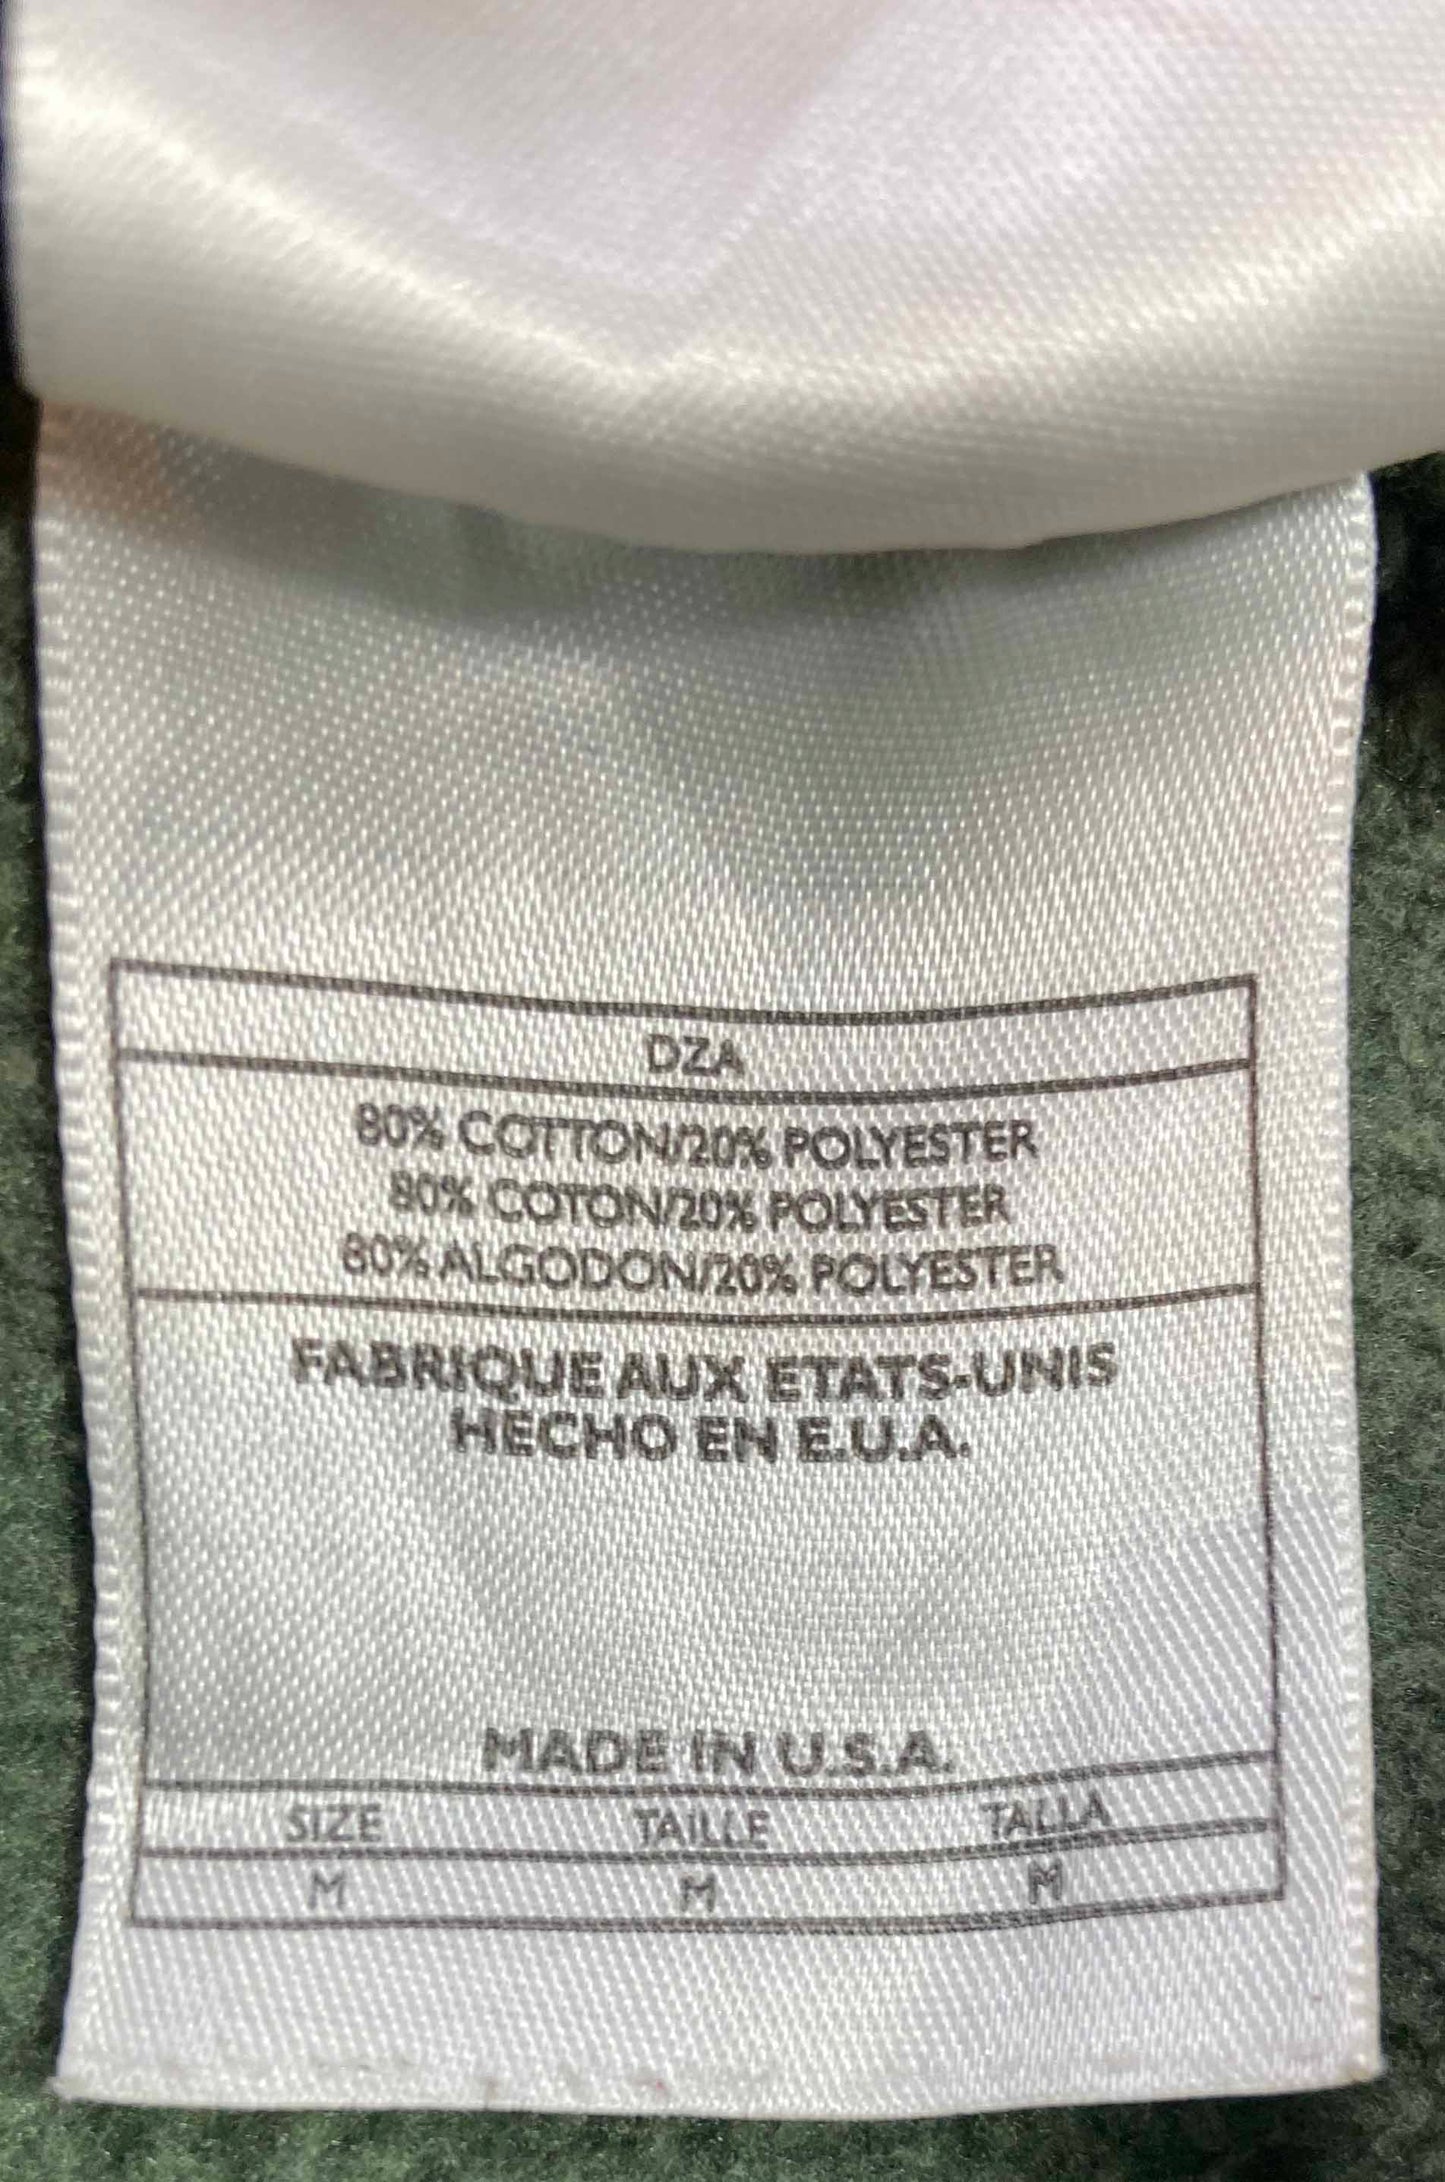 DZA
80% COTTON/20% POLYESTER
80% COTON/20% POLYESTER
80% ALGODON/20% POLYESTER
FABRIQUE AUX ETATS-UNIS
HECHO EN E.U.A.
MADE IN U.S.A.
SIZE TAILLE TALLA
M M M